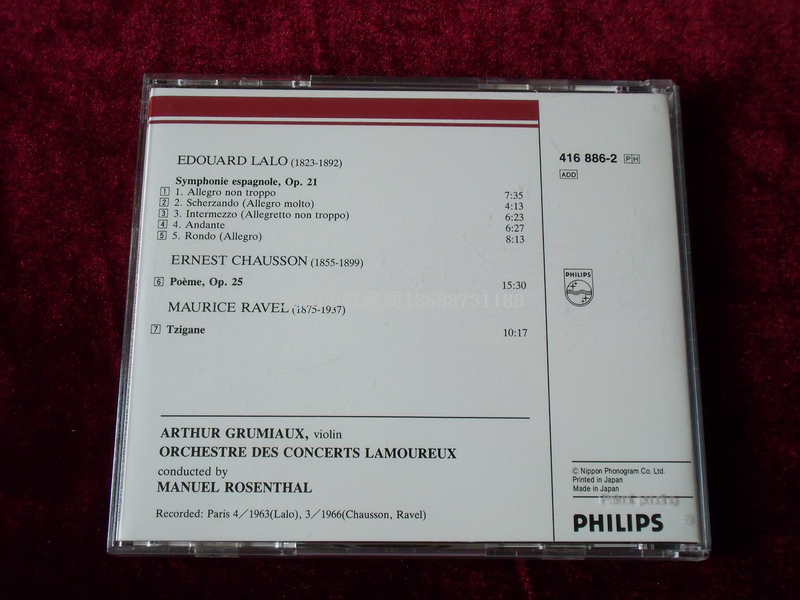 EDOUARD LALO (1823-1892)
Symphonie espagnole, Op. 21
1 1. Allegro non troppo 7:35
2 2. Scherzando (Allegro molto) 4:13
3 3. Intermezzo (Allegretto non troppo) 6:23
4 4. Andante 6:27
5 5. Rondo (Allegro) 8:13
ERNEST CHAUSSON (1855-1899)
6 Poème, Op. 25 15:30
MAURICE RAVEL (1875-1937)
7 Tzigane 10:17
ARTHUR GRUMIAUX, violin
ORCHESTRE DES CONCERTS LAMOUREUX
conducted by
MANUEL ROSENTHAL
Recorded: Paris 4/1963(Lalo), 3/1966(Chausson, Ravel)
416 886-2 PH
ADD
PHILIPS
© Nippon Phonogram Co. Ltd.
Printed in Japan
Made in Japan
Patent pending
PHILIPS